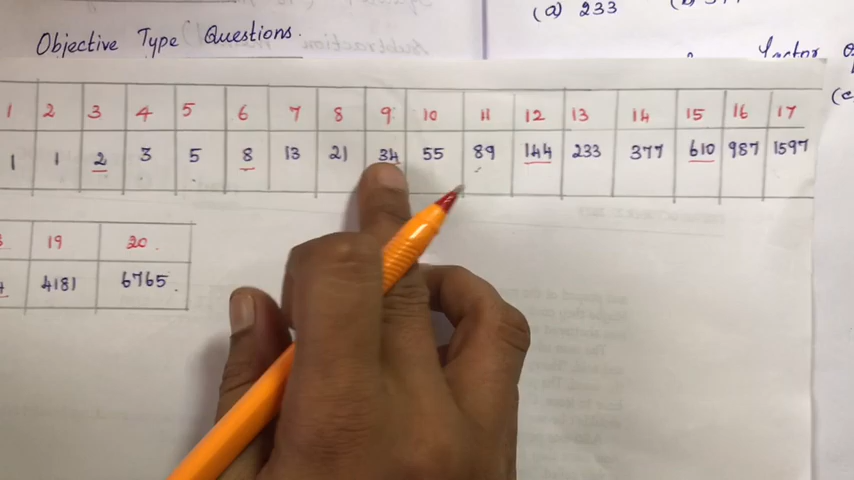 (a) 233
Objective Type Questions.
1 2 3 4 5 6 7 8 9 10 11 12 13 14 15 16 17
1 1 2 3 5 8 13 21 34 55 89 144 233 377 610 987 1597
19 20
4181 6765